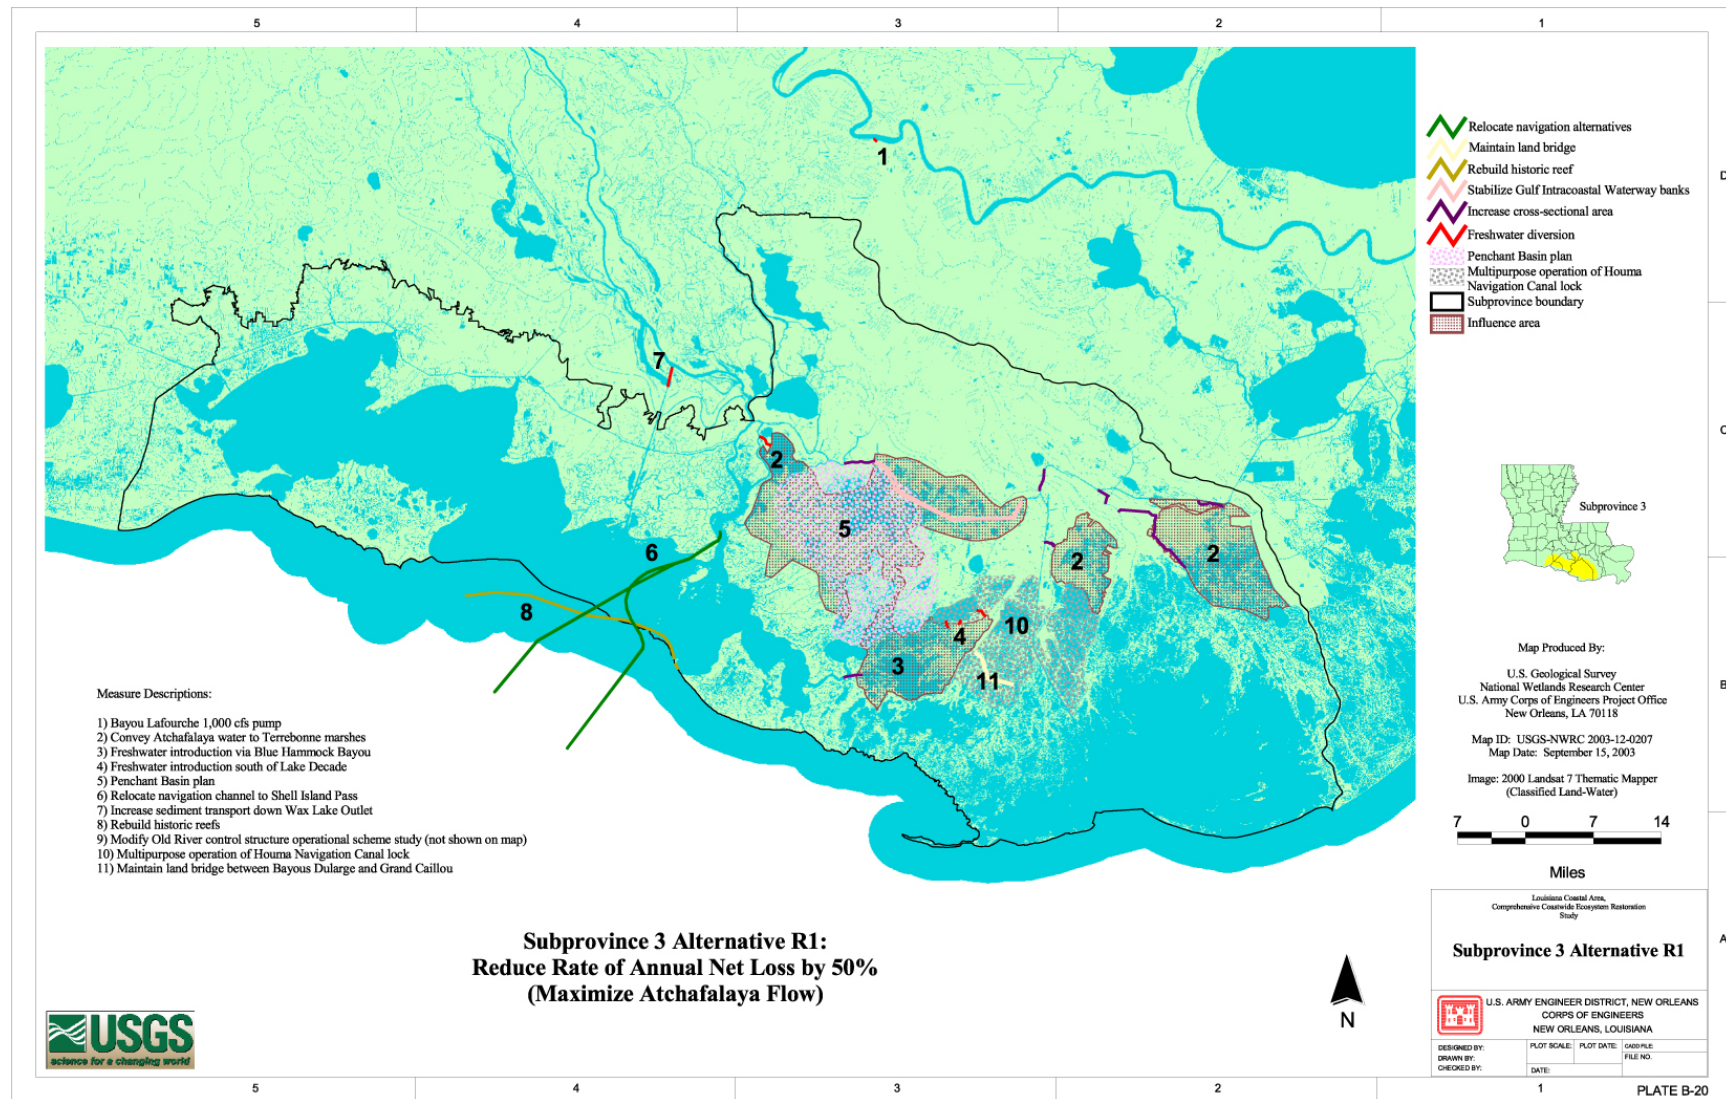 5 4 3 2 1
D
C
B
A
1
7
2
5
6
8
2
2
10
4
3
11
Relocate navigation alternatives
Maintain land bridge
Rebuild historic reef
Stabilize Gulf Intracoastal Waterway banks
Increase cross-sectional area
Freshwater diversion
Penchant Basin plan
Multipurpose operation of Houma
Navigation Canal lock
Subprovince boundary
Influence area
Subprovince 3
Map Produced By:
U.S. Geological Survey
National Wetlands Research Center
U.S. Army Corps of Engineers Project Office
New Orleans, LA 70118
Map ID: USGS-NWRC 2003-12-0207
Map Date: September 15, 2003
Image: 2000 Landsat 7 Thematic Mapper
(Classified Land-Water)
7 0 7 14
Miles
Measure Descriptions:
1) Bayou Lafourche 1,000 cfs pump
2) Convey Atchafalaya water to Terrebonne marshes
3) Freshwater introduction via Blue Hammock Bayou
4) Freshwater introduction south of Lake Decade
5) Penchant Basin plan
6) Relocate navigation channel to Shell Island Pass
7) Increase sediment transport down Wax Lake Outlet
8) Rebuild historic reefs
9) Modify Old River control structure operational scheme study (not shown on map)
10) Multipurpose operation of Houma Navigation Canal lock
11) Maintain land bridge between Bayous Dularge and Grand Caillou
Subprovince 3 Alternative R1:
Reduce Rate of Annual Net Loss by 50%
(Maximize Atchafalaya Flow)
N
USGS
science for a changing world
Louisiana Coastal Area,
Comprehensive Coastwide Ecosystem Restoration
Study
Subprovince 3 Alternative R1
U.S. ARMY ENGINEER DISTRICT, NEW ORLEANS
CORPS OF ENGINEERS
NEW ORLEANS, LOUISIANA
DESIGNED BY:
DRAWN BY:
CHECKED BY:
PLOT SCALE: PLOT DATE: CADD FILE:
FILE NO.
DATE:
5 4 3 2 1
PLATE B-20